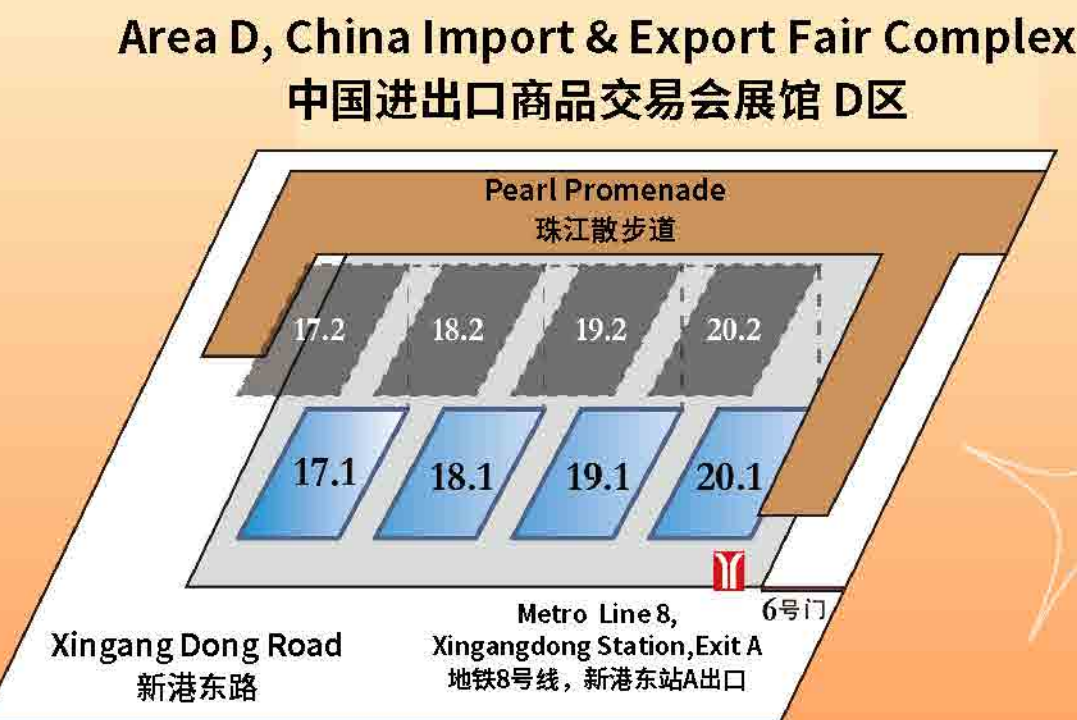 Area D, China Import & Export Fair Complex
中国进出口商品交易会展馆 D区
Pearl Promenade
珠江散步道
17.2 18.2 19.2 20.2
17.1 18.1 19.1 20.1
6号门
Metro Line 8,
Xingangdong Station,Exit A
地铁8号线，新港东站A出口
Xingang Dong Road
新港东路